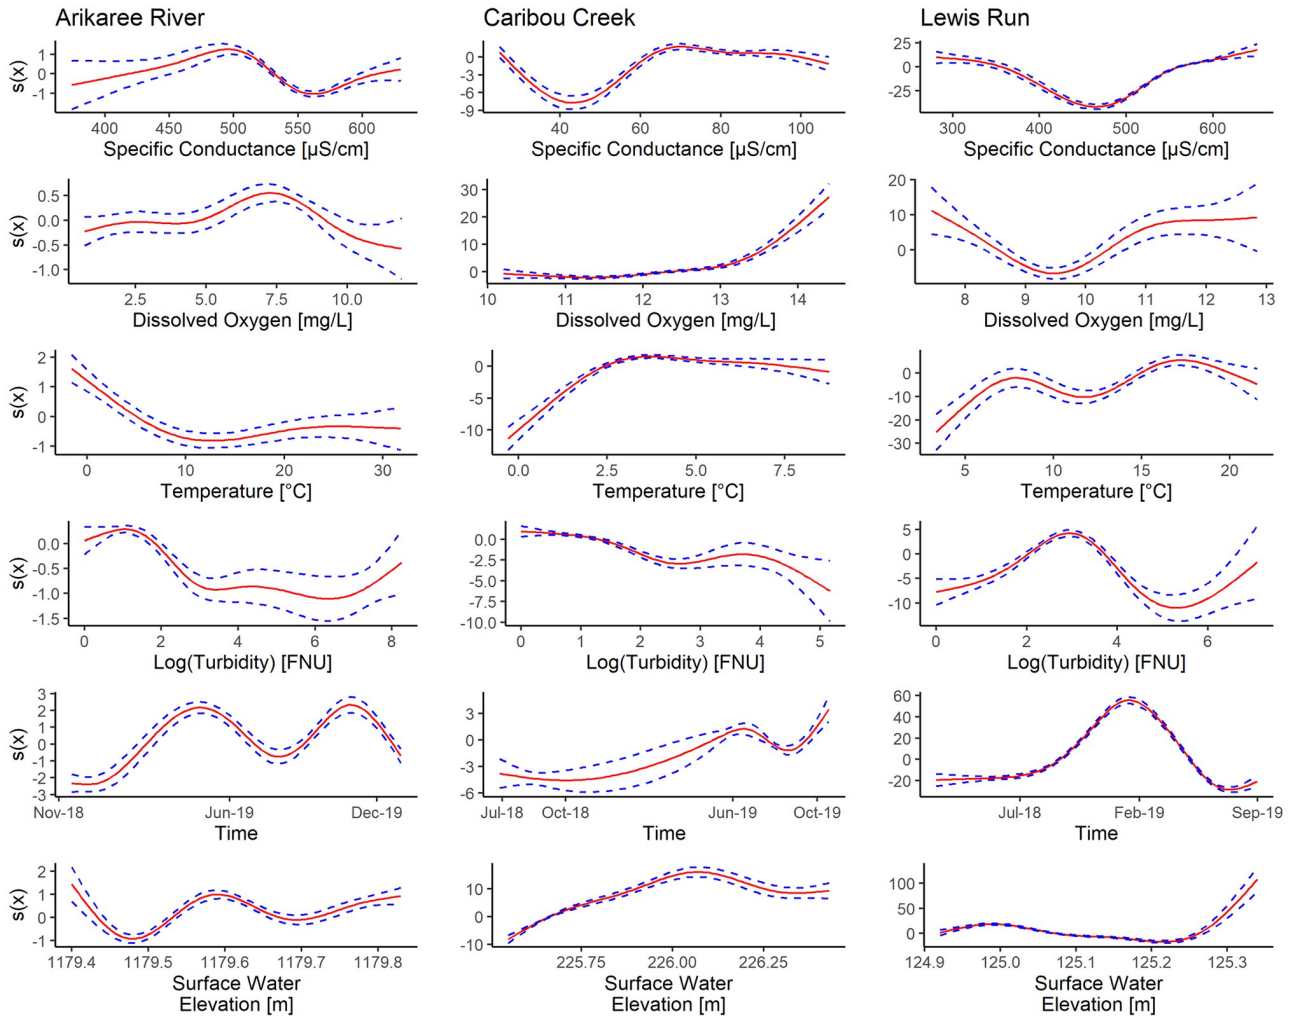 Arikaree River
Caribou Creek
Lewis Run
s(x)
1
0
-1
400 450 500 550 600
Specific Conductance [µS/cm]
0
-3
-6
-9
40 60 80 100
Specific Conductance [µS/cm]
25
0
-25
300 400 500 600
Specific Conductance [µS/cm]
s(x)
0.5
0.0
-0.5
-1.0
2.5 5.0 7.5 10.0
Dissolved Oxygen [mg/L]
30
20
10
0
10 11 12 13 14
Dissolved Oxygen [mg/L]
20
10
0
8 9 10 11 12 13
Dissolved Oxygen [mg/L]
s(x)
2
1
0
-1
0 10 20 30
Temperature [°C]
0
-5
-10
0.0 2.5 5.0 7.5
Temperature [°C]
0
-10
-20
-30
5 10 15 20
Temperature [°C]
s(x)
0.0
-0.5
-1.0
-1.5
0 2 4 6 8
Log(Turbidity) [FNU]
0.0
-2.5
-5.0
-7.5
-10.0
0 1 2 3 4 5
Log(Turbidity) [FNU]
5
0
-5
-10
0 2 4 6
Log(Turbidity) [FNU]
s(x)
3
2
1
0
-1
-2
-3
Nov-18 Jun-19 Dec-19
Time
3
0
-3
-6
Jul-18 Oct-18 Jun-19 Oct-19
Time
60
40
20
0
-20
Jul-18 Feb-19 Sep-19
Time
s(x)
2
1
0
-1
1179.4 1179.5 1179.6 1179.7 1179.8
Surface Water
Elevation [m]
10
0
-10
225.75 226.00 226.25
Surface Water
Elevation [m]
100
50
0
124.9 125.0 125.1 125.2 125.3
Surface Water
Elevation [m]